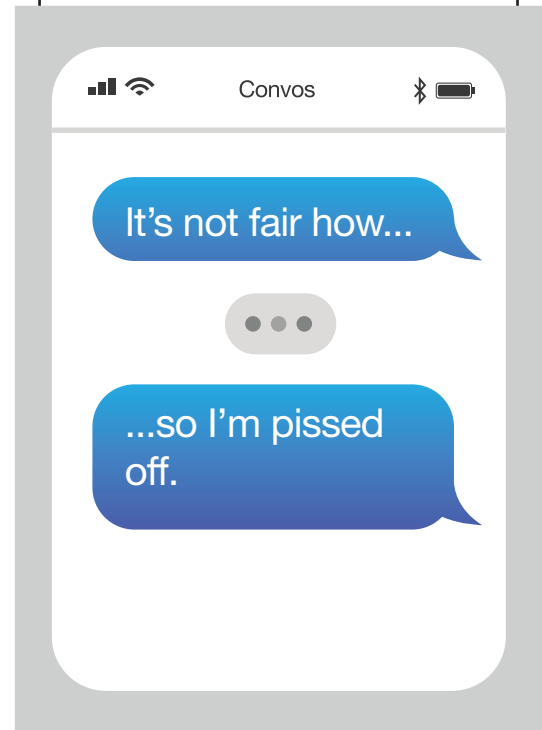 Convos
It’s not fair how...
...so I’m pissed
off.